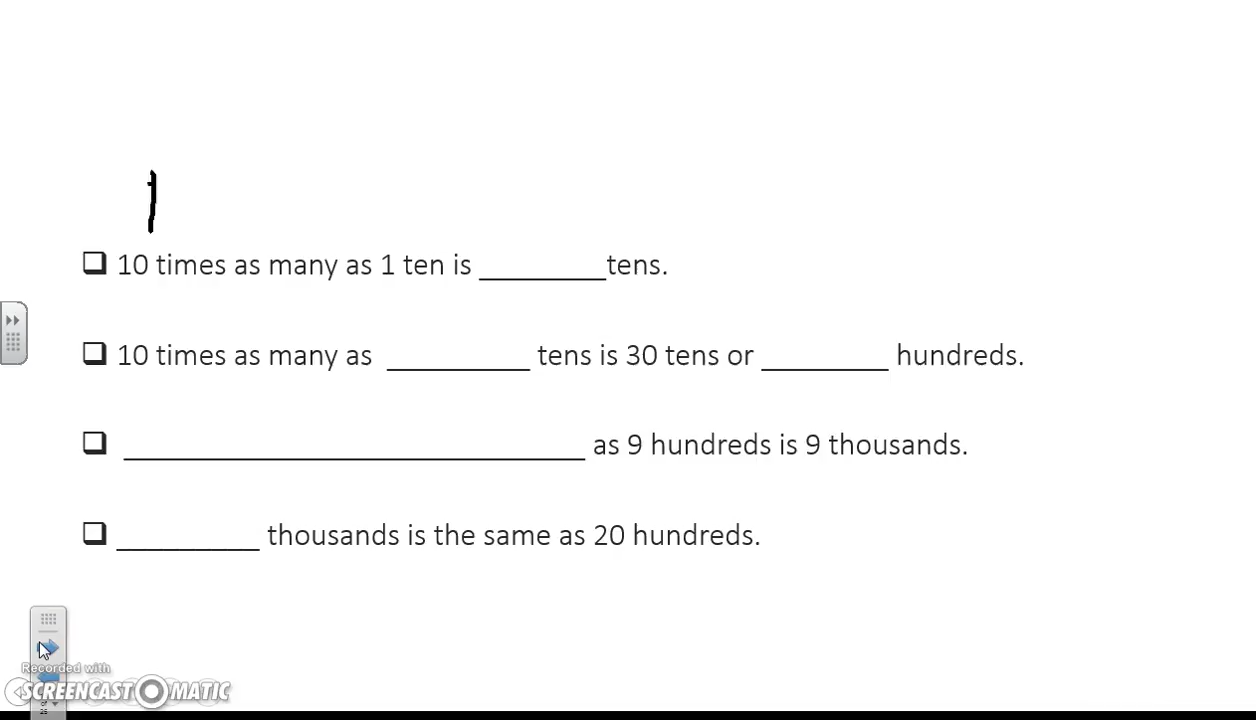 1
❑ 10 times as many as 1 ten is _________tens.
❑ 10 times as many as __________ tens is 30 tens or _________ hundreds.
❑ _________________________________ as 9 hundreds is 9 thousands.
❑ __________ thousands is the same as 20 hundreds.
Recorded with
SCREENCAST-O-MATIC